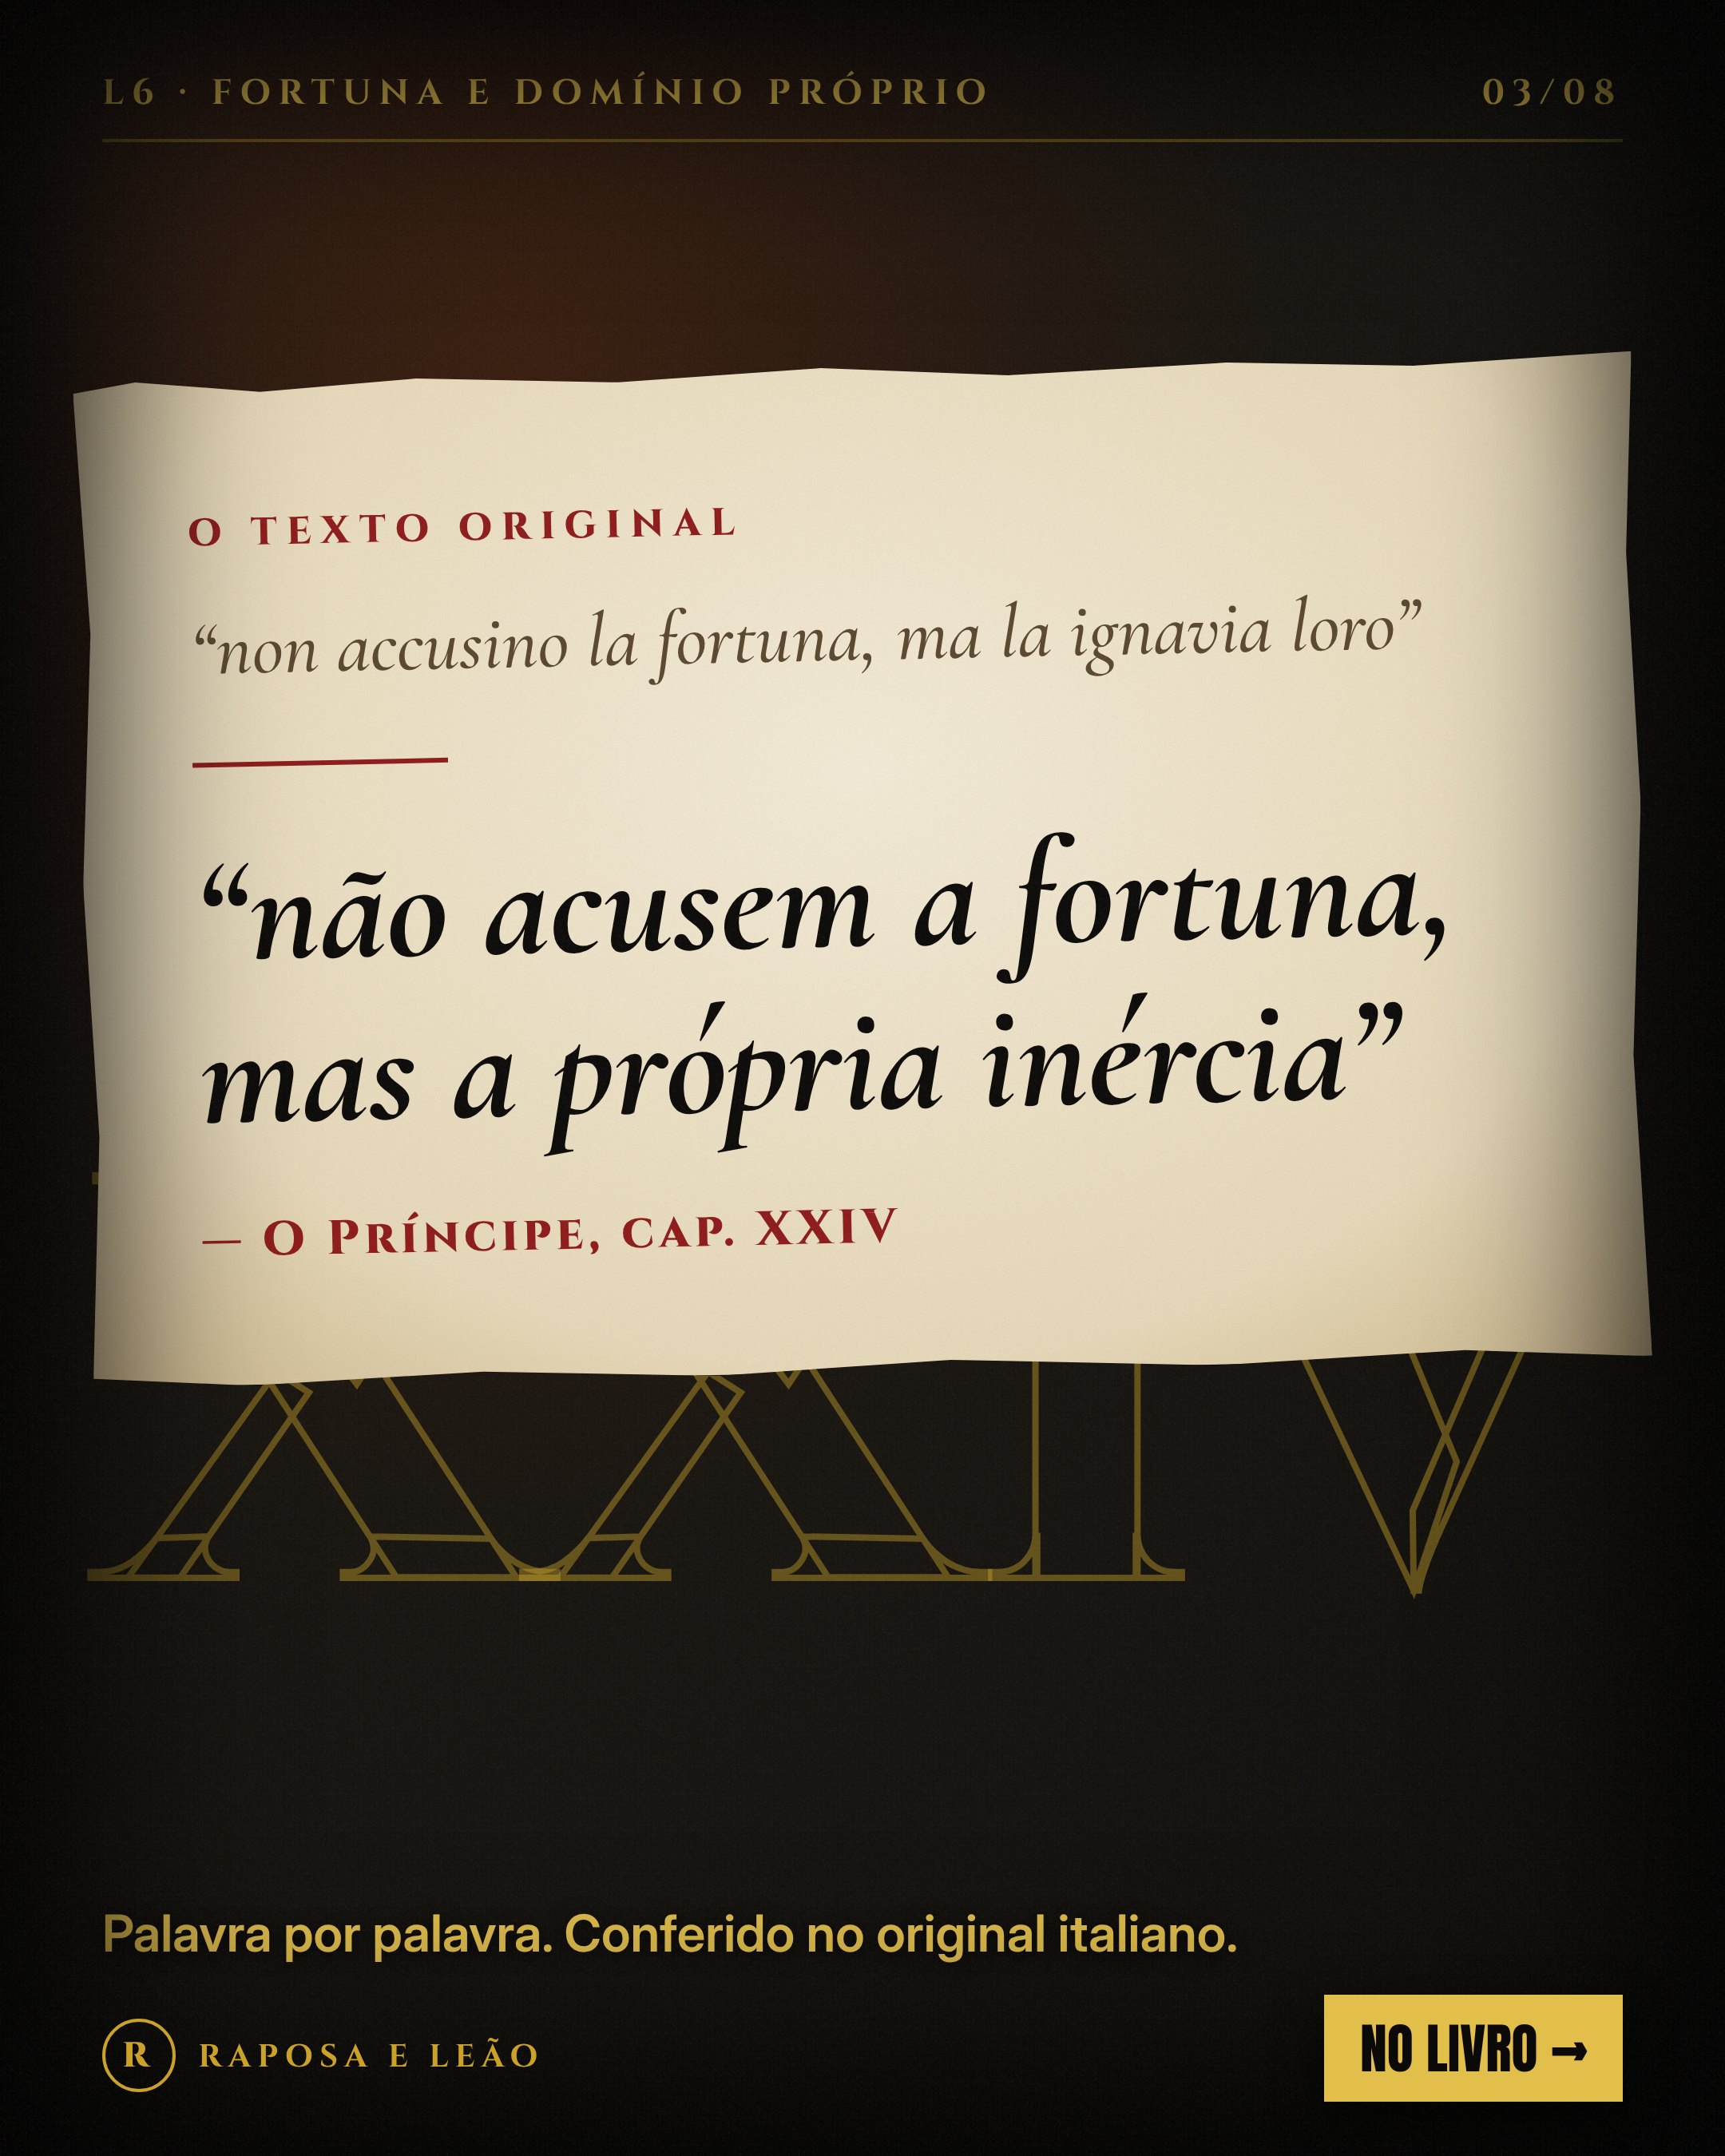 L6 · FORTUNA E DOMÍNIO PRÓPRIO
03/08
O TEXTO ORIGINAL
“non accusino la fortuna, ma la ignavia loro”
“não acusem a fortuna,
mas a própria inércia”
— O PRÍNCIPE, CAP. XXIV
XXIV
Palavra por palavra. Conferido no original italiano.
R RAPOSA E LEÃO
NO LIVRO →